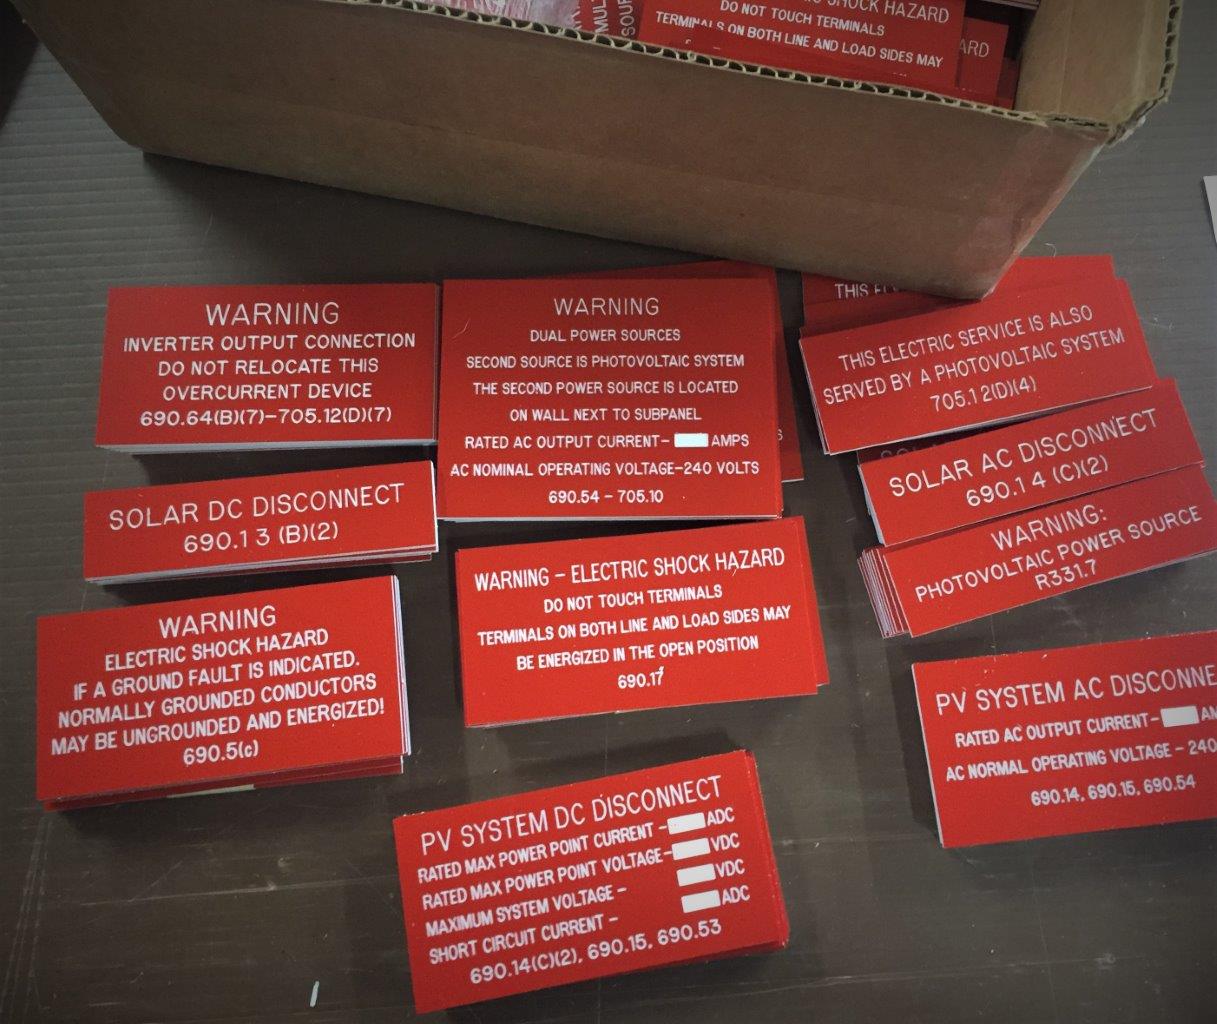 MUL
SOUR
SHOCK HAZARD
DO NOT TOUCH TERMINALS
TERMINALS ON BOTH LINE AND LOAD SIDES MAY
ARD
WARNING
INVERTER OUTPUT CONNECTION
DO NOT RELOCATE THIS
OVERCURRENT DEVICE
690.64(B)(7)-705.12(D)(7)
WARNING
DUAL POWER SOURCES
SECOND SOURCE IS PHOTOVOLTAIC SYSTEM
THE SECOND POWER SOURCE IS LOCATED
ON WALL NEXT TO SUBPANEL
RATED AC OUTPUT CURRENT- AMPS
AC NOMINAL OPERATING VOLTAGE-240 VOLTS
690.54 - 705.10
S
THIS
THIS ELECTRIC SERVICE IS ALSO
SERVED BY A PHOTOVOLTAIC SYSTEM
705.12(D)(4)
SOLAR DC DISCONNECT
690.1 3 (B)(2)
SOLAR AC DISCONNECT
690.1 4 (C)(2)
WARNING:
PHOTOVOLTAIC POWER SOURCE
R331.7
WARNING
ELECTRIC SHOCK HAZARD
IF A GROUND FAULT IS INDICATED.
NORMALLY GROUNDED CONDUCTORS
MAY BE UNGROUNDED AND ENERGIZED!
690.5(c)
WARNING - ELECTRIC SHOCK HAZARD
DO NOT TOUCH TERMINALS
TERMINALS ON BOTH LINE AND LOAD SIDES MAY
BE ENERGIZED IN THE OPEN POSITION
690.17
PV SYSTEM AC DISCONNE
RATED AC OUTPUT CURRENT- AM
AC NORMAL OPERATING VOLTAGE - 240
690.14, 690.15, 690.54
PV SYSTEM DC DISCONNECT
RATED MAX POWER POINT CURRENT - ADC
RATED MAX POWER POINT VOLTAGE- VDC
MAXIMUM SYSTEM VOLTAGE - VDC
SHORT CIRCUIT CURRENT - ADC
690.14(C)(2), 690.15, 690.53